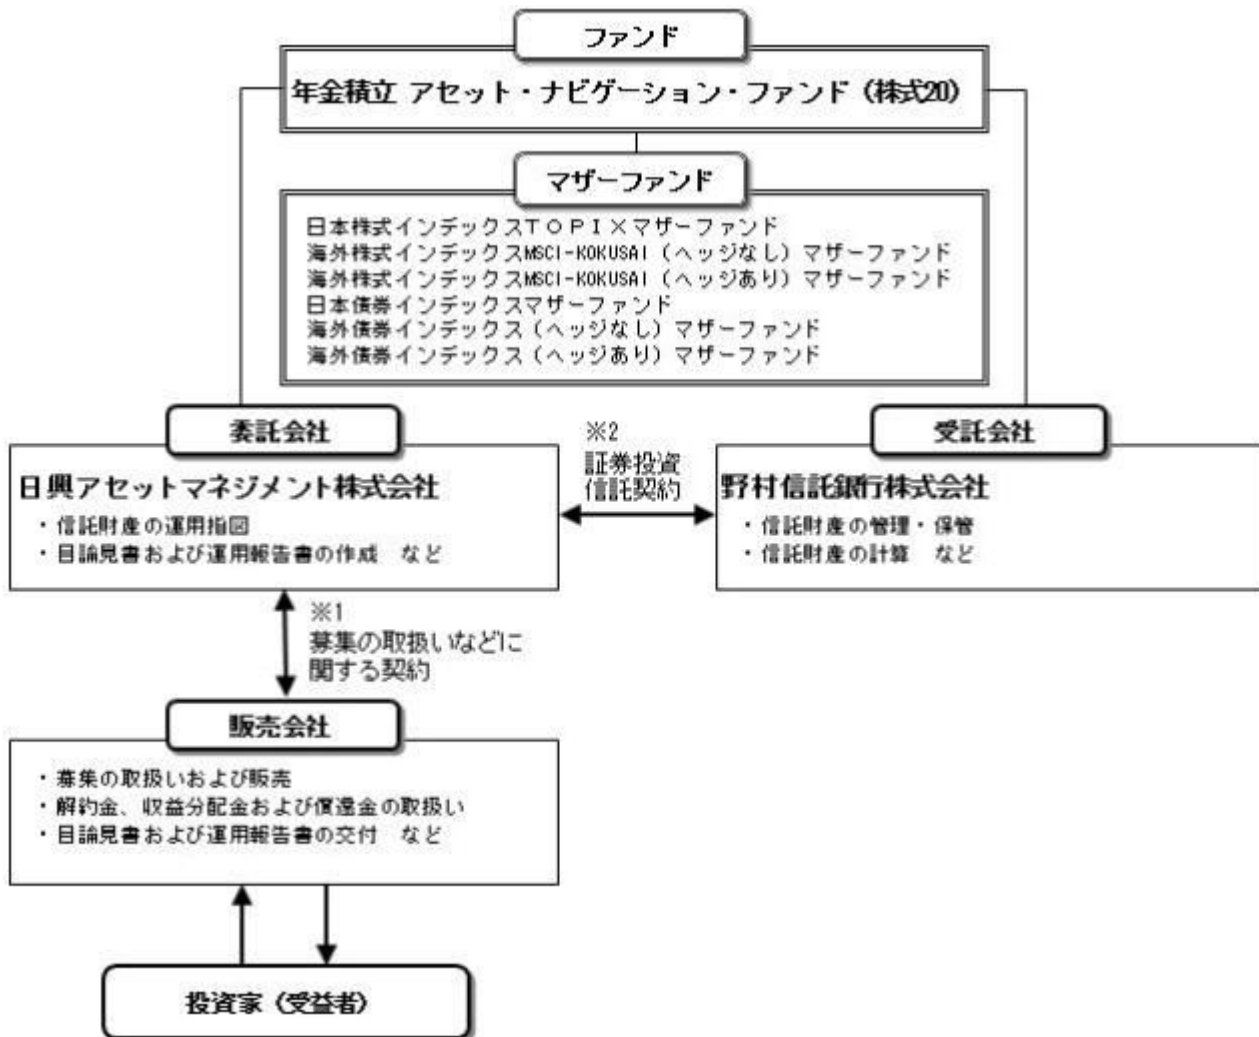 ファンド
年金積立 アセット・ナビゲーション・ファンド（株式20）
マザーファンド
日本株式インデックスＴＯＰＩＸマザーファンド
海外株式インデックスMSCI-KOKUSAI（ヘッジなし）マザーファンド
海外株式インデックスMSCI-KOKUSAI（ヘッジあり）マザーファンド
日本債券インデックスマザーファンド
海外債券インデックス（ヘッジなし）マザーファンド
海外債券インデックス（ヘッジあり）マザーファンド
委託会社
日興アセットマネジメント株式会社
・信託財産の運用指図
・目論見書および運用報告書の作成　など
※2
証券投資
信託契約
受託会社
野村信託銀行株式会社
・信託財産の管理・保管
・信託財産の計算　など
※1
募集の取扱いなどに
関する契約
販売会社
・募集の取扱いおよび販売
・解約金、収益分配金および償還金の取扱い
・目論見書および運用報告書の交付　など
投資家（受益者）